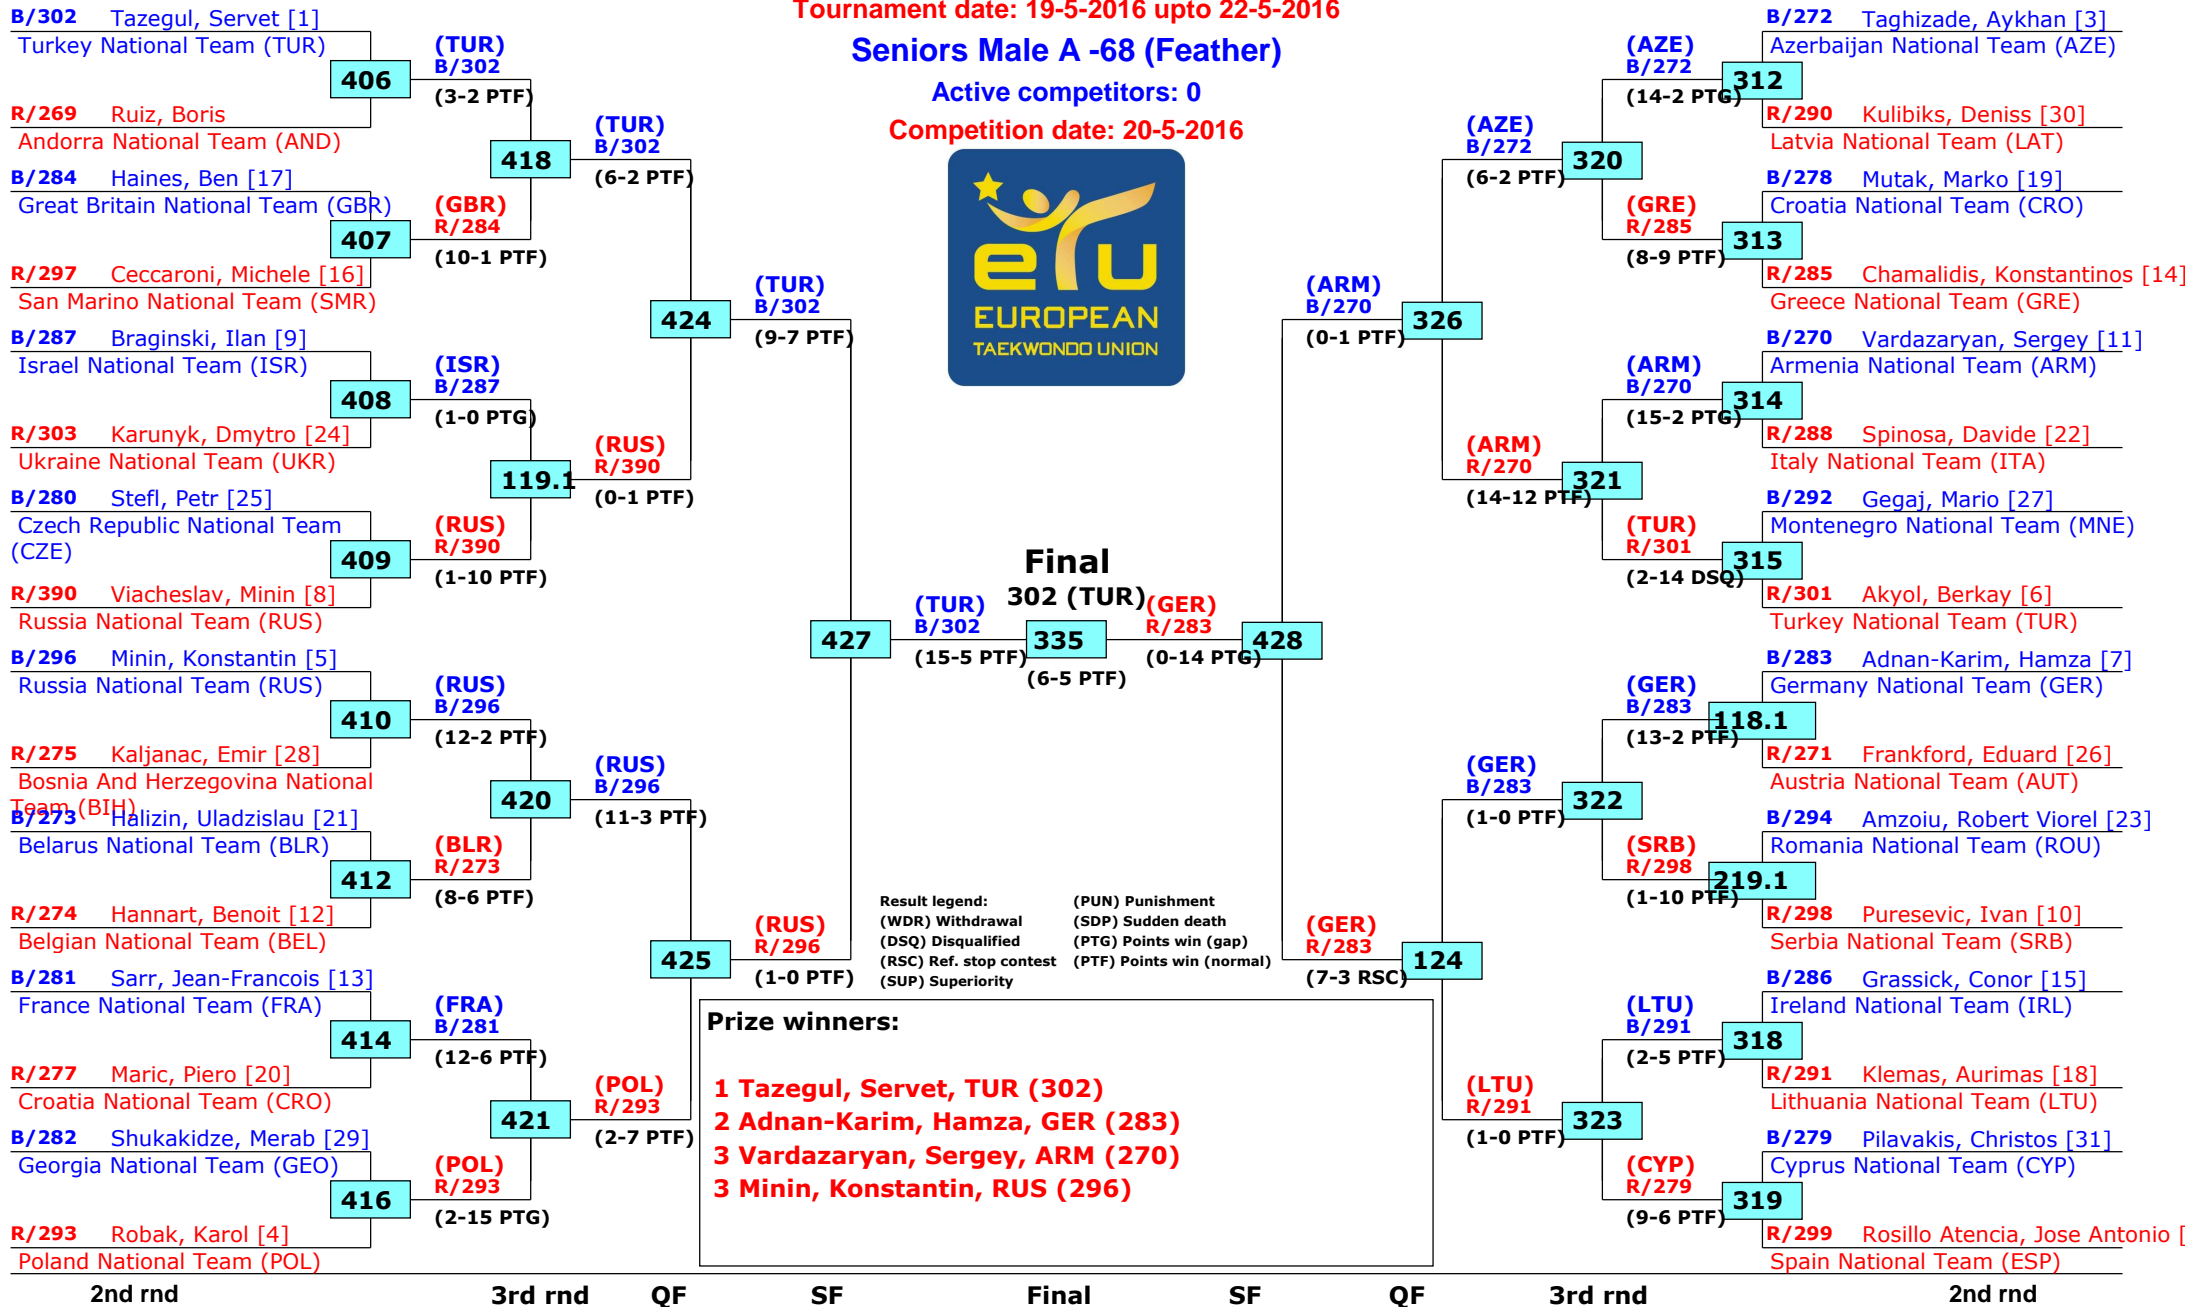 Tournament date: 19-5-2016 upto 22-5-2016
Seniors Male A -68 (Feather)
Active competitors: 0
Competition date: 20-5-2016
eTU
EUROPEAN
TAEKWONDO UNION
B/302 Tazegul, Servet [1]
Turkey National Team (TUR)
406
R/269 Ruiz, Boris
Andorra National Team (AND)
B/284 Haines, Ben [17]
Great Britain National Team (GBR)
407
R/297 Ceccaroni, Michele [16]
San Marino National Team (SMR)
B/287 Braginski, Ilan [9]
Israel National Team (ISR)
408
R/303 Karunyk, Dmytro [24]
Ukraine National Team (UKR)
B/280 Stefl, Petr [25]
Czech Republic National Team
(CZE)
409
R/390 Viacheslav, Minin [8]
Russia National Team (RUS)
B/296 Minin, Konstantin [5]
Russia National Team (RUS)
410
R/275 Kaljanac, Emir [28]
Bosnia And Herzegovina National
Team (BIH)
B/273 Halizin, Uladzislau [21]
Belarus National Team (BLR)
412
R/274 Hannart, Benoit [12]
Belgian National Team (BEL)
B/281 Sarr, Jean-Francois [13]
France National Team (FRA)
414
R/277 Maric, Piero [20]
Croatia National Team (CRO)
B/282 Shukakidze, Merab [29]
Georgia National Team (GEO)
416
R/293 Robak, Karol [4]
Poland National Team (POL)
(TUR)
B/302
(3-2 PTF)
418
(GBR)
R/284
(10-1 PTF)
(ISR)
B/287
(1-0 PTG)
119.1
(RUS)
R/390
(1-10 PTF)
(RUS)
B/296
(12-2 PTF)
420
(BLR)
R/273
(8-6 PTF)
(FRA)
B/281
(12-6 PTF)
421
(POL)
R/293
(2-15 PTG)
(TUR)
B/302
(6-2 PTF)
424
(RUS)
R/390
(0-1 PTF)
(RUS)
B/296
(11-3 PTF)
425
(POL)
R/293
(2-7 PTF)
(TUR)
B/302
(9-7 PTF)
427
(RUS)
R/296
(1-0 PTF)
(TUR)
B/302
(15-5 PTF)
Final
302 (TUR)
335
(6-5 PTF)
(GER)
R/283
(0-14 PTG)
428
(ARM)
B/270
(0-1 PTF)
326
(GER)
R/283
(7-3 RSC)
124
(AZE)
B/272
(6-2 PTF)
320
(ARM)
R/270
(14-12 PTF)
321
(GER)
B/283
(1-0 PTF)
322
(LTU)
R/291
(1-0 PTF)
323
(AZE)
B/272
(14-2 PTG)
312
(GRE)
R/285
(8-9 PTF)
313
(ARM)
B/270
(15-2 PTG)
314
(TUR)
R/301
(2-14 DSQ)
315
(GER)
B/283
(13-2 PTF)
118.1
(SRB)
R/298
(1-10 PTF)
219.1
(LTU)
B/291
(2-5 PTF)
318
(CYP)
R/279
(9-6 PTF)
319
B/272 Taghizade, Aykhan [3]
Azerbaijan National Team (AZE)
R/290 Kulibiks, Deniss [30]
Latvia National Team (LAT)
B/278 Mutak, Marko [19]
Croatia National Team (CRO)
R/285 Chamalidis, Konstantinos [14]
Greece National Team (GRE)
B/270 Vardazaryan, Sergey [11]
Armenia National Team (ARM)
R/288 Spinosa, Davide [22]
Italy National Team (ITA)
B/292 Gegaj, Mario [27]
Montenegro National Team (MNE)
R/301 Akyol, Berkay [6]
Turkey National Team (TUR)
B/283 Adnan-Karim, Hamza [7]
Germany National Team (GER)
R/271 Frankford, Eduard [26]
Austria National Team (AUT)
B/294 Amzoiu, Robert Viorel [23]
Romania National Team (ROU)
R/298 Puresevic, Ivan [10]
Serbia National Team (SRB)
B/286 Grassick, Conor [15]
Ireland National Team (IRL)
R/291 Klemas, Aurimas [18]
Lithuania National Team (LTU)
B/279 Pilavakis, Christos [31]
Cyprus National Team (CYP)
R/299 Rosillo Atencia, Jose Antonio [
Spain National Team (ESP)
Result legend: (PUN) Punishment
(WDR) Withdrawal (SDP) Sudden death
(DSQ) Disqualified (PTG) Points win (gap)
(RSC) Ref. stop contest (PTF) Points win (normal)
(SUP) Superiority
Prize winners:
1 Tazegul, Servet, TUR (302)
2 Adnan-Karim, Hamza, GER (283)
3 Vardazaryan, Sergey, ARM (270)
3 Minin, Konstantin, RUS (296)
2nd rnd 3rd rnd QF SF Final SF QF 3rd rnd 2nd rnd